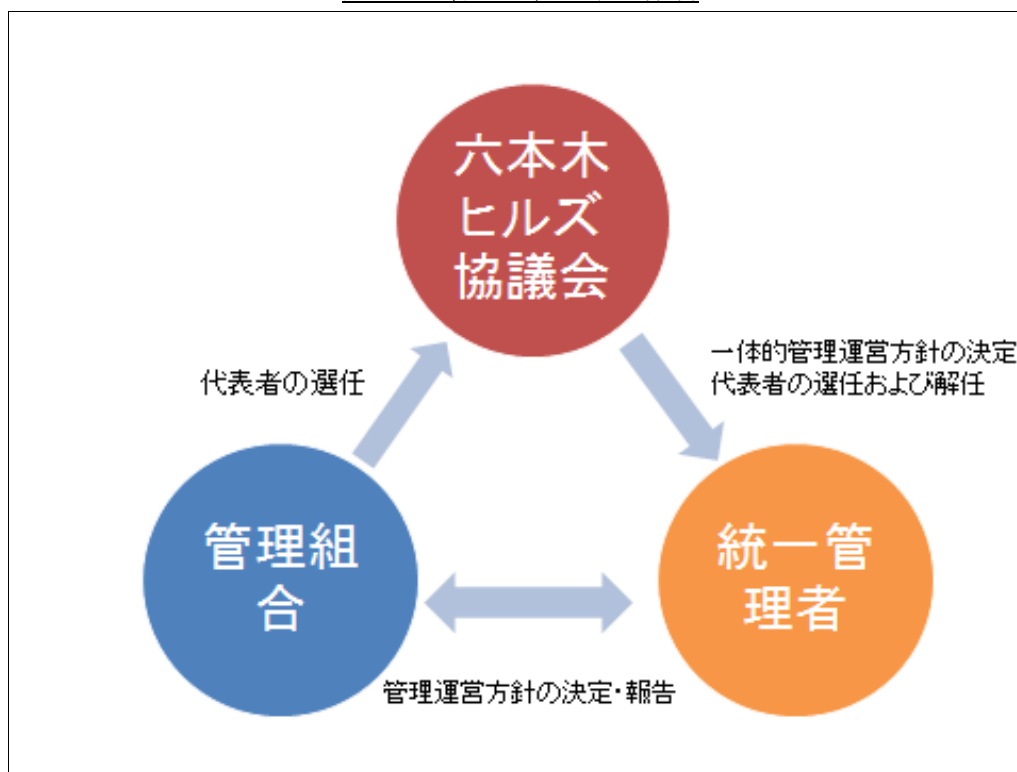 六本木
ヒルズ
協議会
代表者の選任
一体的管理運営方針の決定
代表者の選任および解任
管理組
合
統一管
理者
管理運営方針の決定・報告